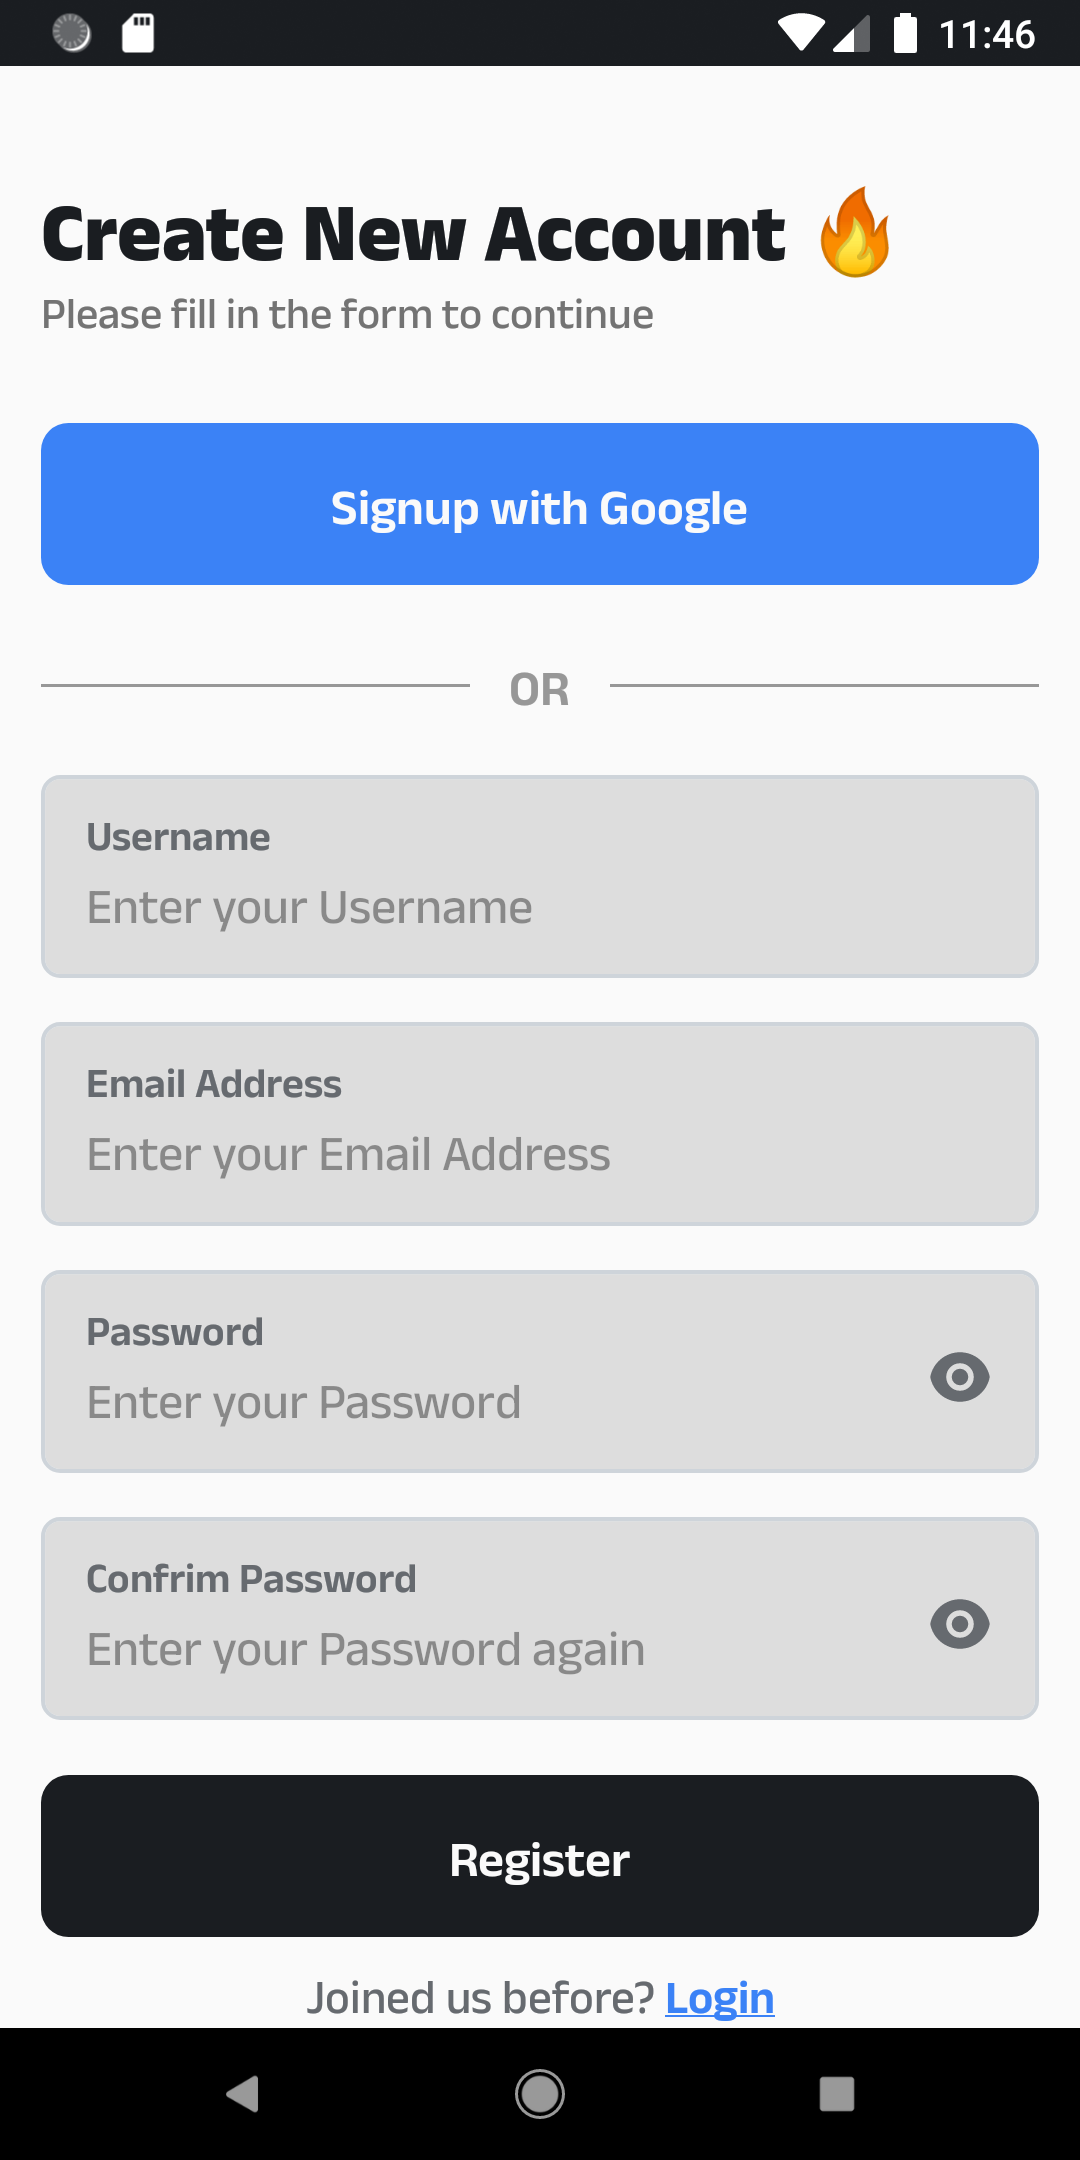 11:46
Create New Account 🔥
Please fill in the form to continue
Signup with Google
OR
Username
Enter your Username
Email Address
Enter your Email Address
Password
Enter your Password
Confrim Password
Enter your Password again
Register
Joined us before? Login